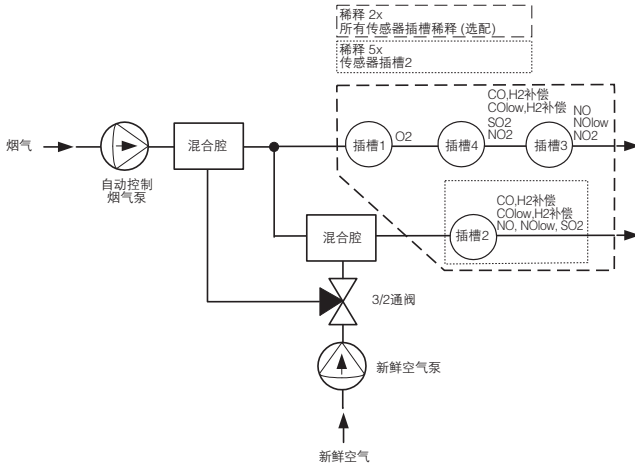 稀释 2x
所有传感器插槽稀释 (选配)
稀释 5x
传感器插槽2
烟气
自动控制
烟气泵
混合腔
插槽1
O2
插槽4
CO,H2补偿
COlow,H2补偿
SO2
NO2
插槽3
NO
NOlow
NO2
混合腔
插槽2
CO,H2补偿
COlow,H2补偿
NO, NOlow, SO2
3/2通阀
新鲜空气泵
新鲜空气